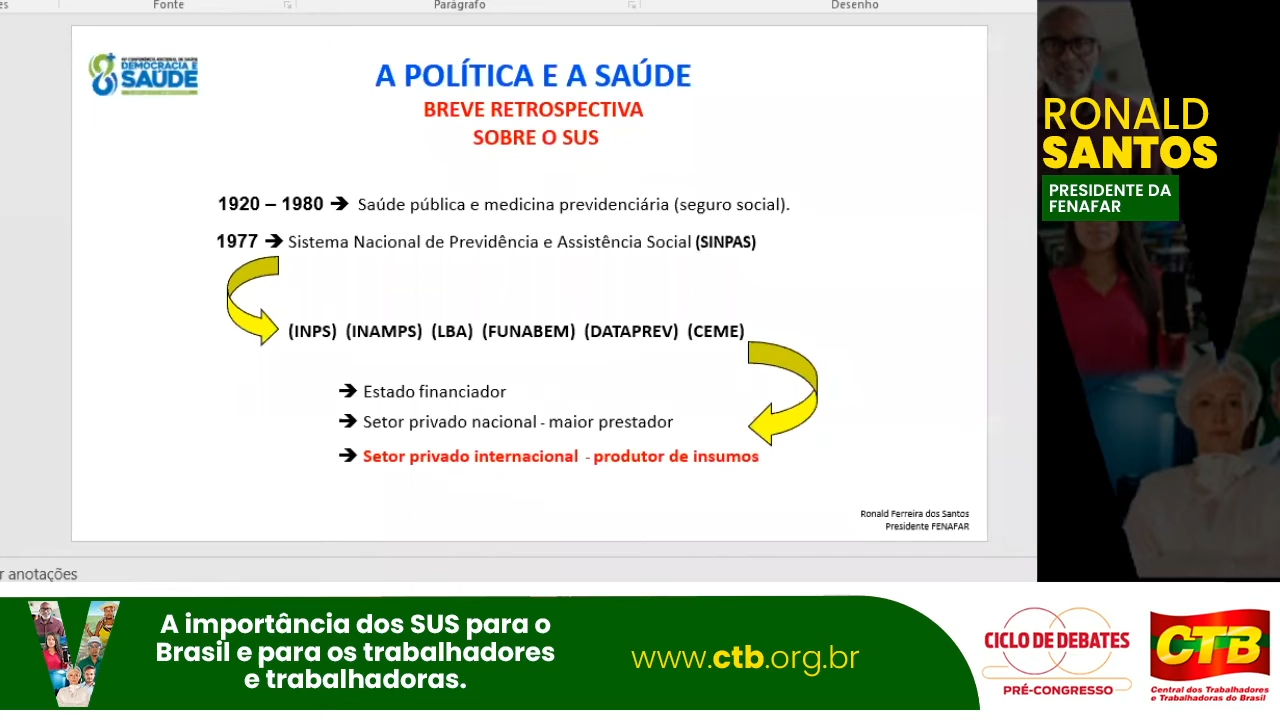 Fonte
Parágrafo
Desenho
DEMOCRACIA E
SAÚDE
A POLÍTICA E A SAÚDE
BREVE RETROSPECTIVA
SOBRE O SUS
1920 – 1980 ➔ Saúde pública e medicina previdenciária (seguro social).
1977 ➔ Sistema Nacional de Previdência e Assistência Social (SINPAS)
(INPS) (INAMPS) (LBA) (FUNABEM) (DATAPREV) (CEME)
➔ Estado financiador
➔ Setor privado nacional - maior prestador
➔ Setor privado internacional - produtor de insumos
Ronald Ferreira dos Santos
Presidente FENAFAR
r anotações
RONALD
SANTOS
PRESIDENTE DA
FENAFAR
A importância dos SUS para o
Brasil e para os trabalhadores
e trabalhadoras.
www.ctb.org.br
CICLO DE DEBATES
PRÉ-CONGRESSO
CTB
Central dos Trabalhadores
e Trabalhadoras do Brasil